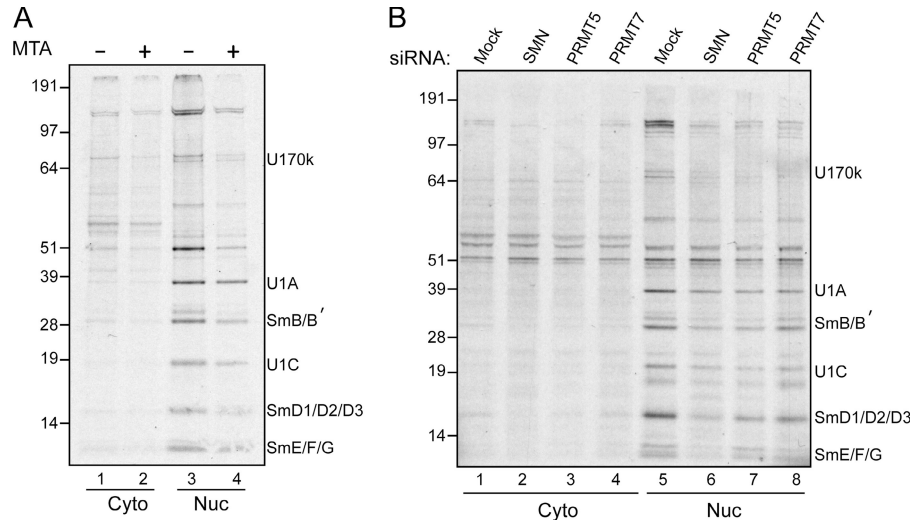 A
MTA − + − +
191
97
64
51
39
28
19
14
U170k
U1A
SmB/B′
U1C
SmD1/D2/D3
SmE/F/G
1 2 3 4
Cyto Nuc
B
siRNA: Mock SMN PRMT5 PRMT7 Mock SMN PRMT5 PRMT7
191
97
64
51
39
28
19
14
U170k
U1A
SmB/B′
U1C
SmD1/D2/D3
SmE/F/G
1 2 3 4 5 6 7 8
Cyto Nuc